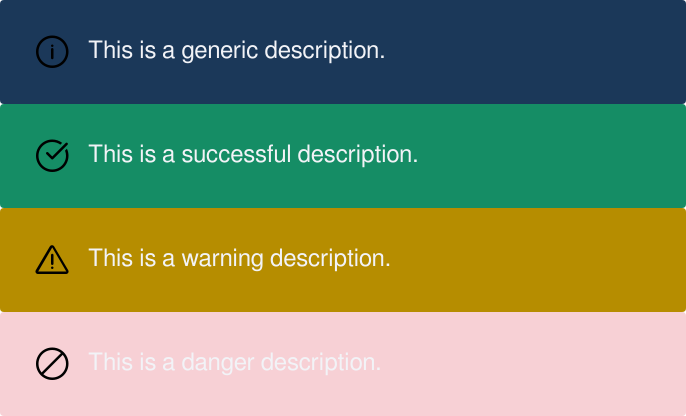 This is a generic description.
This is a successful description.
This is a warning description.
This is a danger description.